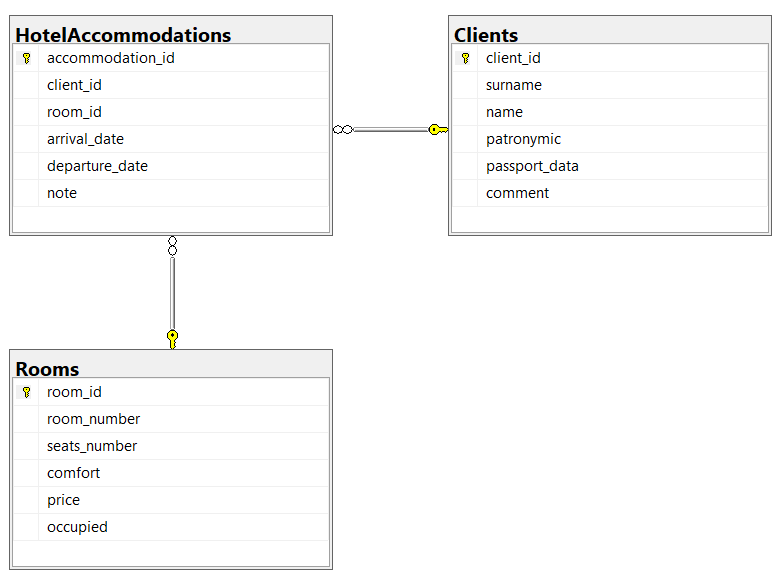 HotelAccommodations
accommodation_id
client_id
room_id
arrival_date
departure_date
note
Clients
client_id
surname
name
patronymic
passport_data
comment
Rooms
room_id
room_number
seats_number
comfort
price
occupied